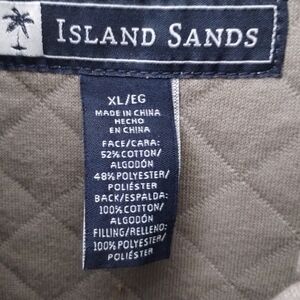 ISLAND SANDS
XL/EG
MADE IN CHINA
HECHO
EN CHINA
FACE/CARA:
52%COTTON/
ALGODÓN
48%POLYESTER/
POLIÉSTER
BACK/ESPALDA:
100%COTTON/
ALGODÓN
FILLING/RELLENO:
100%POLYESTER/
POLIÉSTER